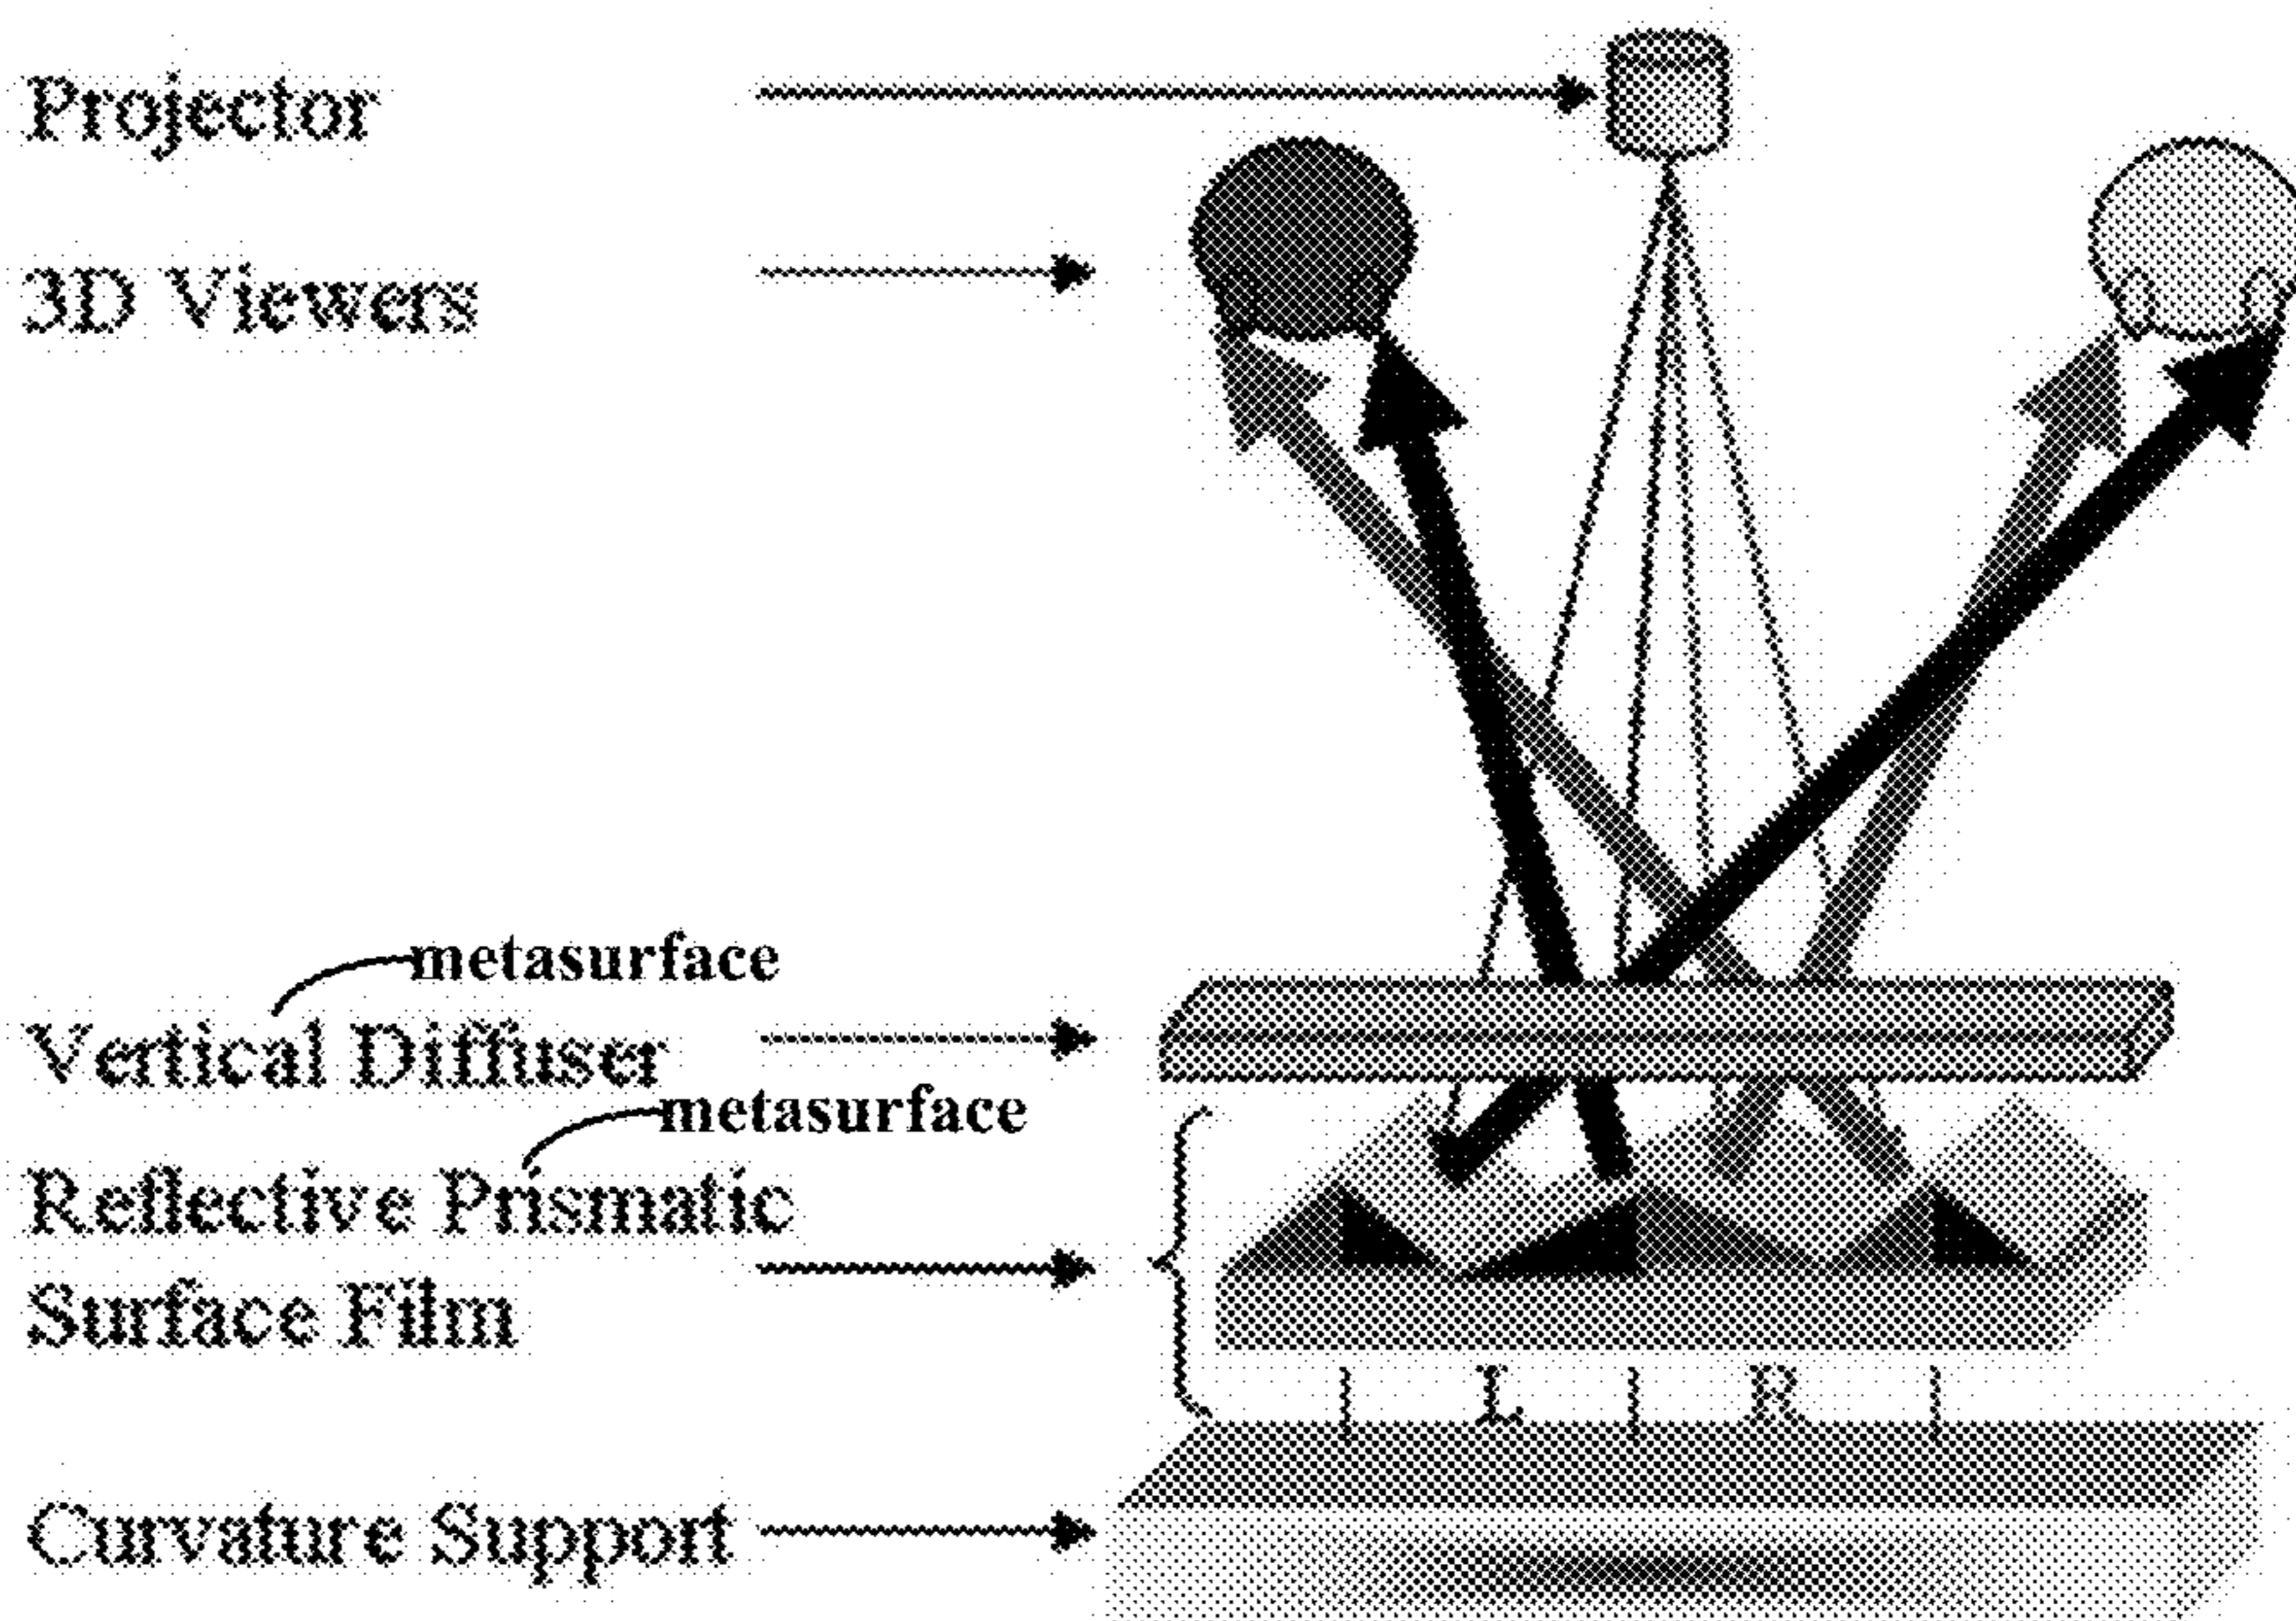 Projector
3D Viewers
metasurface
Vertical Diffuser
metasurface
Reflective Prismatic
Surface Film
L R
Curvature Support